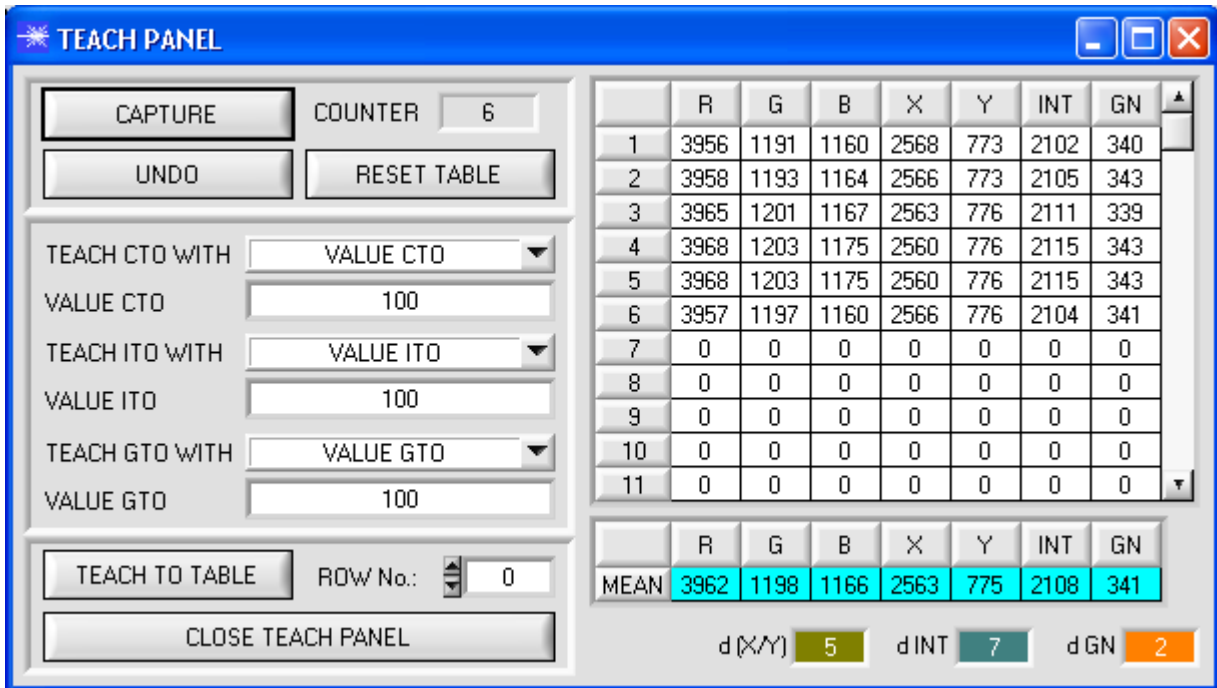 TEACH PANEL
CAPTURE COUNTER 6
UNDO RESET TABLE
TEACH CTO WITH VALUE CTO
VALUE CTO 100
TEACH ITO WITH VALUE ITO
VALUE ITO 100
TEACH GTO WITH VALUE GTO
VALUE GTO 100
TEACH TO TABLE ROW No.: 0
CLOSE TEACH PANEL
R G B X Y INT GN
1 3956 1191 1160 2568 773 2102 340
2 3958 1193 1164 2566 773 2105 343
3 3965 1201 1167 2563 776 2111 339
4 3968 1203 1175 2560 776 2115 343
5 3968 1203 1175 2560 776 2115 343
6 3957 1197 1160 2566 776 2104 341
7 0 0 0 0 0 0 0
8 0 0 0 0 0 0 0
9 0 0 0 0 0 0 0
10 0 0 0 0 0 0 0
11 0 0 0 0 0 0 0
R G B X Y INT GN
MEAN 3962 1198 1166 2563 775 2108 341
d (X/Y) 5 d INT 7 d GN 2